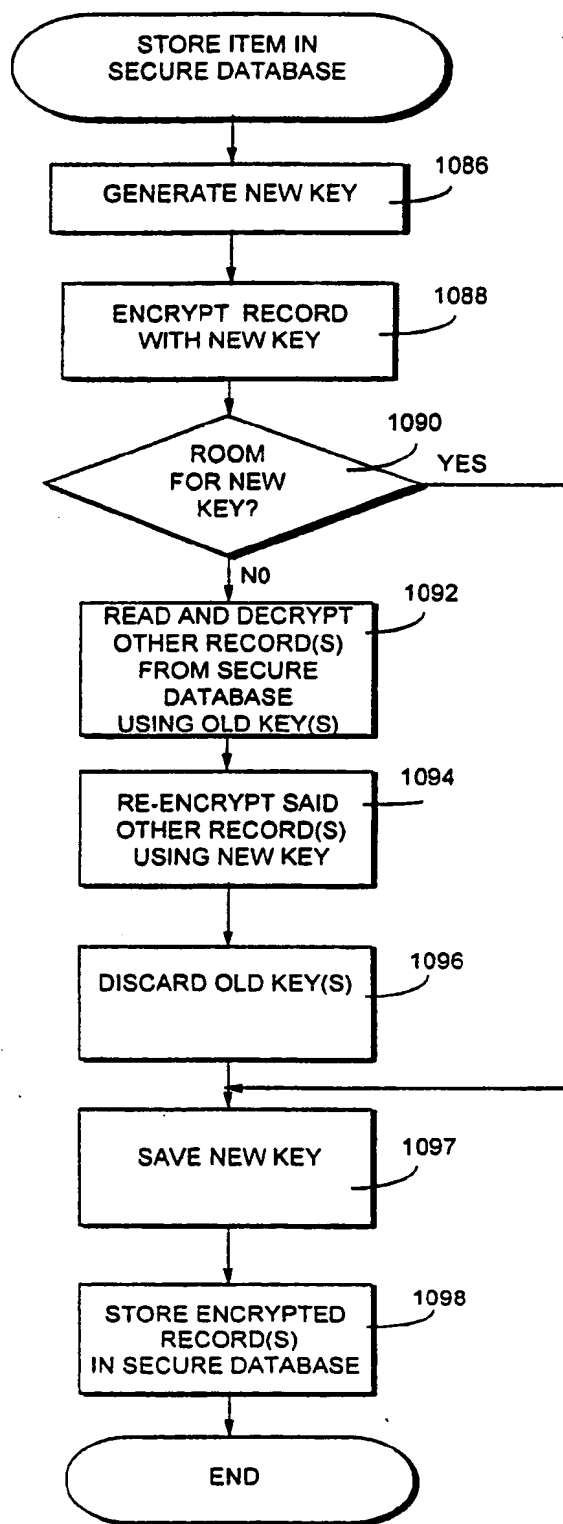 STORE ITEM IN
SECURE DATABASE
1086
GENERATE NEW KEY
1088
ENCRYPT RECORD
WITH NEW KEY
1090
ROOM
FOR NEW
KEY?
YES
NO
1092
READ AND DECRYPT
OTHER RECORD(S)
FROM SECURE
DATABASE
USING OLD KEY(S)
1094
RE-ENCRYPT SAID
OTHER RECORD(S)
USING NEW KEY
1096
DISCARD OLD KEY(S)
SAVE NEW KEY
1097
1098
STORE ENCRYPTED
RECORD(S)
IN SECURE DATABASE
END